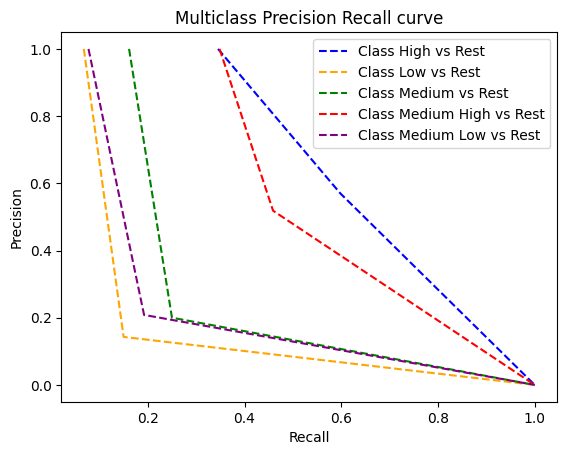 Multiclass Precision Recall curve
1.0
0.8
0.6
0.4
0.2
0.0
Precision
Class High vs Rest
Class Low vs Rest
Class Medium vs Rest
Class Medium High vs Rest
Class Medium Low vs Rest
0.2
0.4
0.6
0.8
1.0
Recall